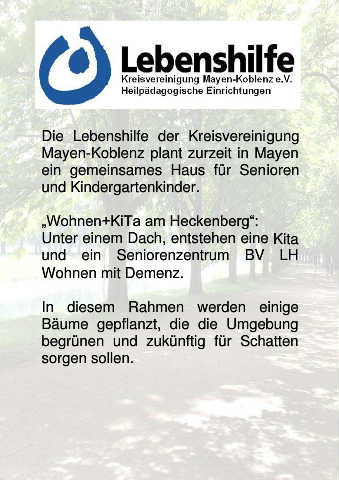 Lebenshilfe
Kreisvereinigung Mayen-Koblenz e.V.
Heilpädagogische Einrichtungen
Die Lebenshilfe der Kreisvereinigung
Mayen-Koblenz plant zurzeit in Mayen
ein gemeinsames Haus für Senioren
und Kindergartenkinder.
„Wohnen+KiTa am Heckenberg“:
Unter einem Dach, entstehen eine Kita
und ein Seniorenzentrum BV LH
Wohnen mit Demenz.
In diesem Rahmen werden einige
Bäume gepflanzt, die die Umgebung
begrünen und zukünftig für Schatten
sorgen sollen.